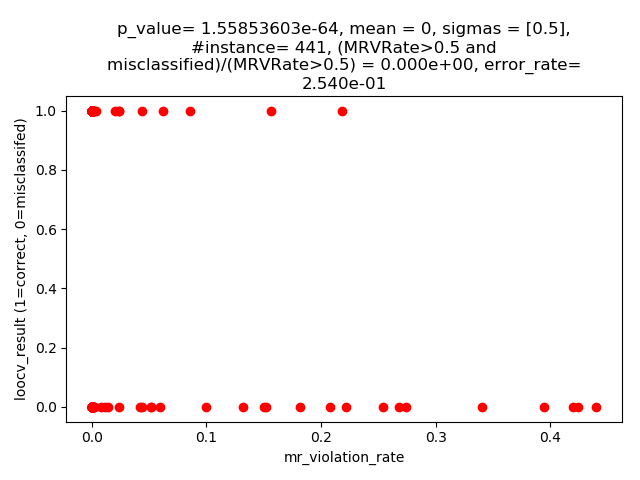 p_value= 1.55853603e-64, mean = 0, sigmas = [0.5],
#instance= 441, (MRVRate>0.5 and
misclassified)/(MRVRate>0.5) = 0.000e+00, error_rate=
2.540e-01
loocv_result (1=correct, 0=misclassifed)
1.0
0.8
0.6
0.4
0.2
0.0
0.0 0.1 0.2 0.3 0.4
mr_violation_rate